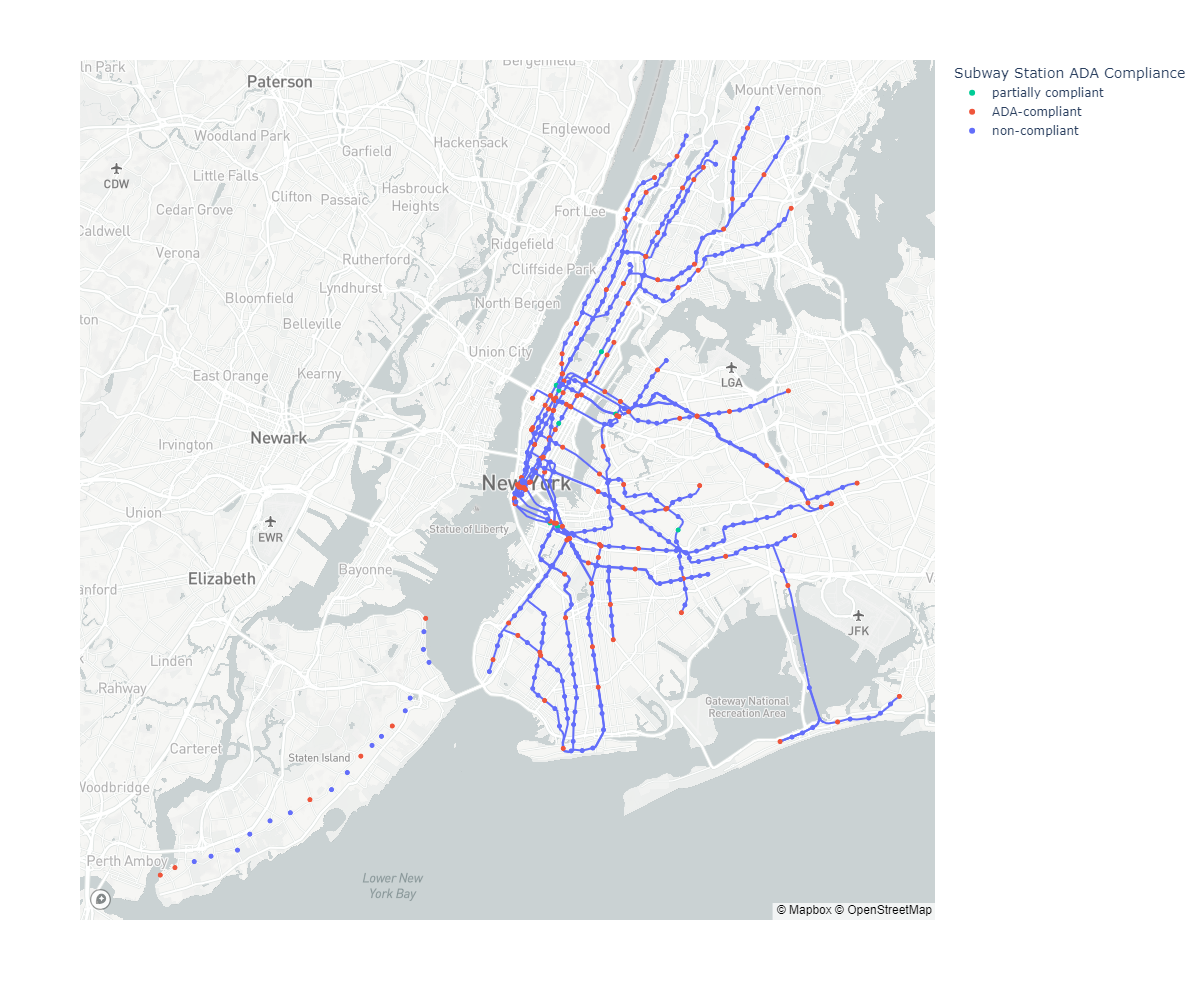 Bergenfield
ln Park
Paterson
Mount Vernon
Subway Station ADA Compliance
partially compliant
ADA-compliant
non-compliant
Woodland Park
Englewood
Hackensack
Garfield
CDW
Little Falls
Hasbrouck
Heights
Clifton
Passaic
Cedar Grove
Fort Lee
Caldwell
Verona
Ridgefield
Rutherford
Cliffside Park
Lyndhurst
Bloomfield
North Bergen
ton
Belleville
Union City
East Orange
Kearny
LGA
Newark
Irvington
New York
Union
EWR
Statue of Liberty
Bayonne
Elizabeth
anford
V
JFK
Linden
Rahway
Gateway National
Recreation Area
Carteret
Staten Island
Woodbridge
Perth Amboy
Lower New
York Bay
© Mapbox © OpenStreetMap